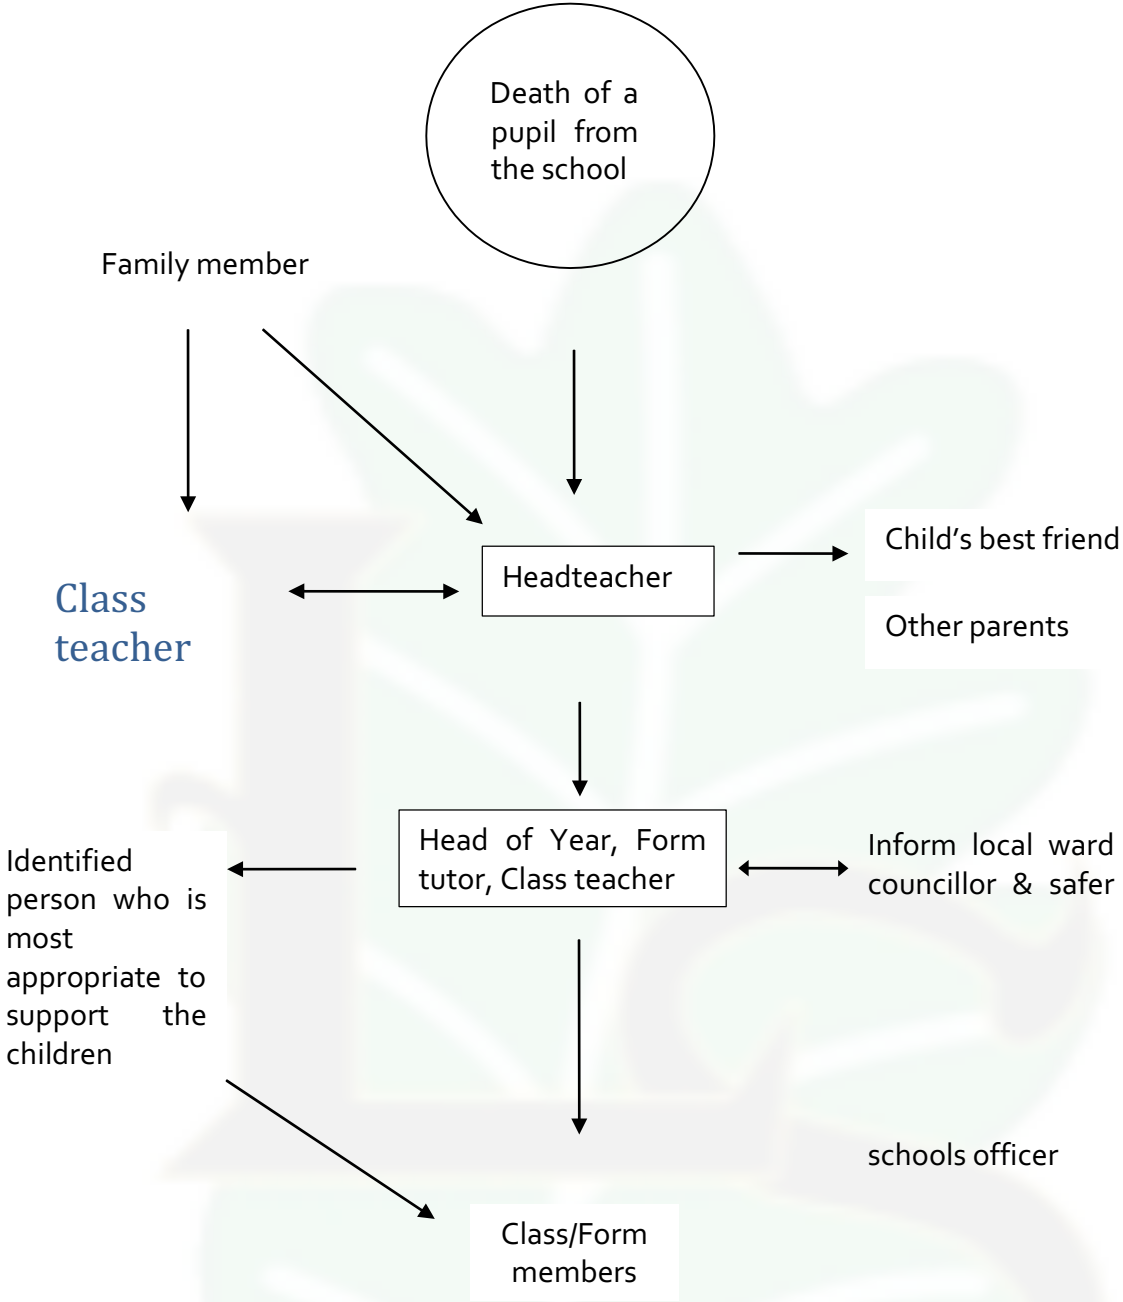 Death of a
pupil from
the school
Family member
Child's best friend
Headteacher
Class
teacher
Other parents
Head of Year, Form
tutor, Class teacher
Inform local ward
councillor & safer
Identified
person who is
most
appropriate to
support the
children
schools officer
Class/Form
members